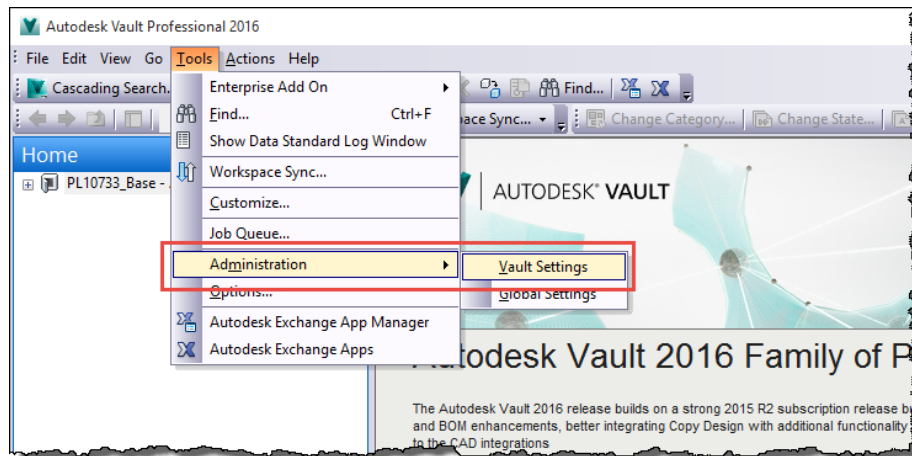 Autodesk Vault Professional 2016
File Edit View Go Tools Actions Help
Cascading Search. Find...
ace Sync... Change Category... Change State...
Home
PL10733_Base -
Enterprise Add On
Find... Ctrl+F
Show Data Standard Log Window
Workspace Sync...
Customize...
Job Queue...
Administration
Options...
Autodesk Exchange App Manager
Autodesk Exchange Apps
Vault Settings
Global Settings
AUTODESK® VAULT
todesk Vault 2016 Family of P
The Autodesk Vault 2016 release builds on a strong 2015 R2 subscription release b
and BOM enhancements, better integrating Copy Design with additional functionality
to the CAD integrations